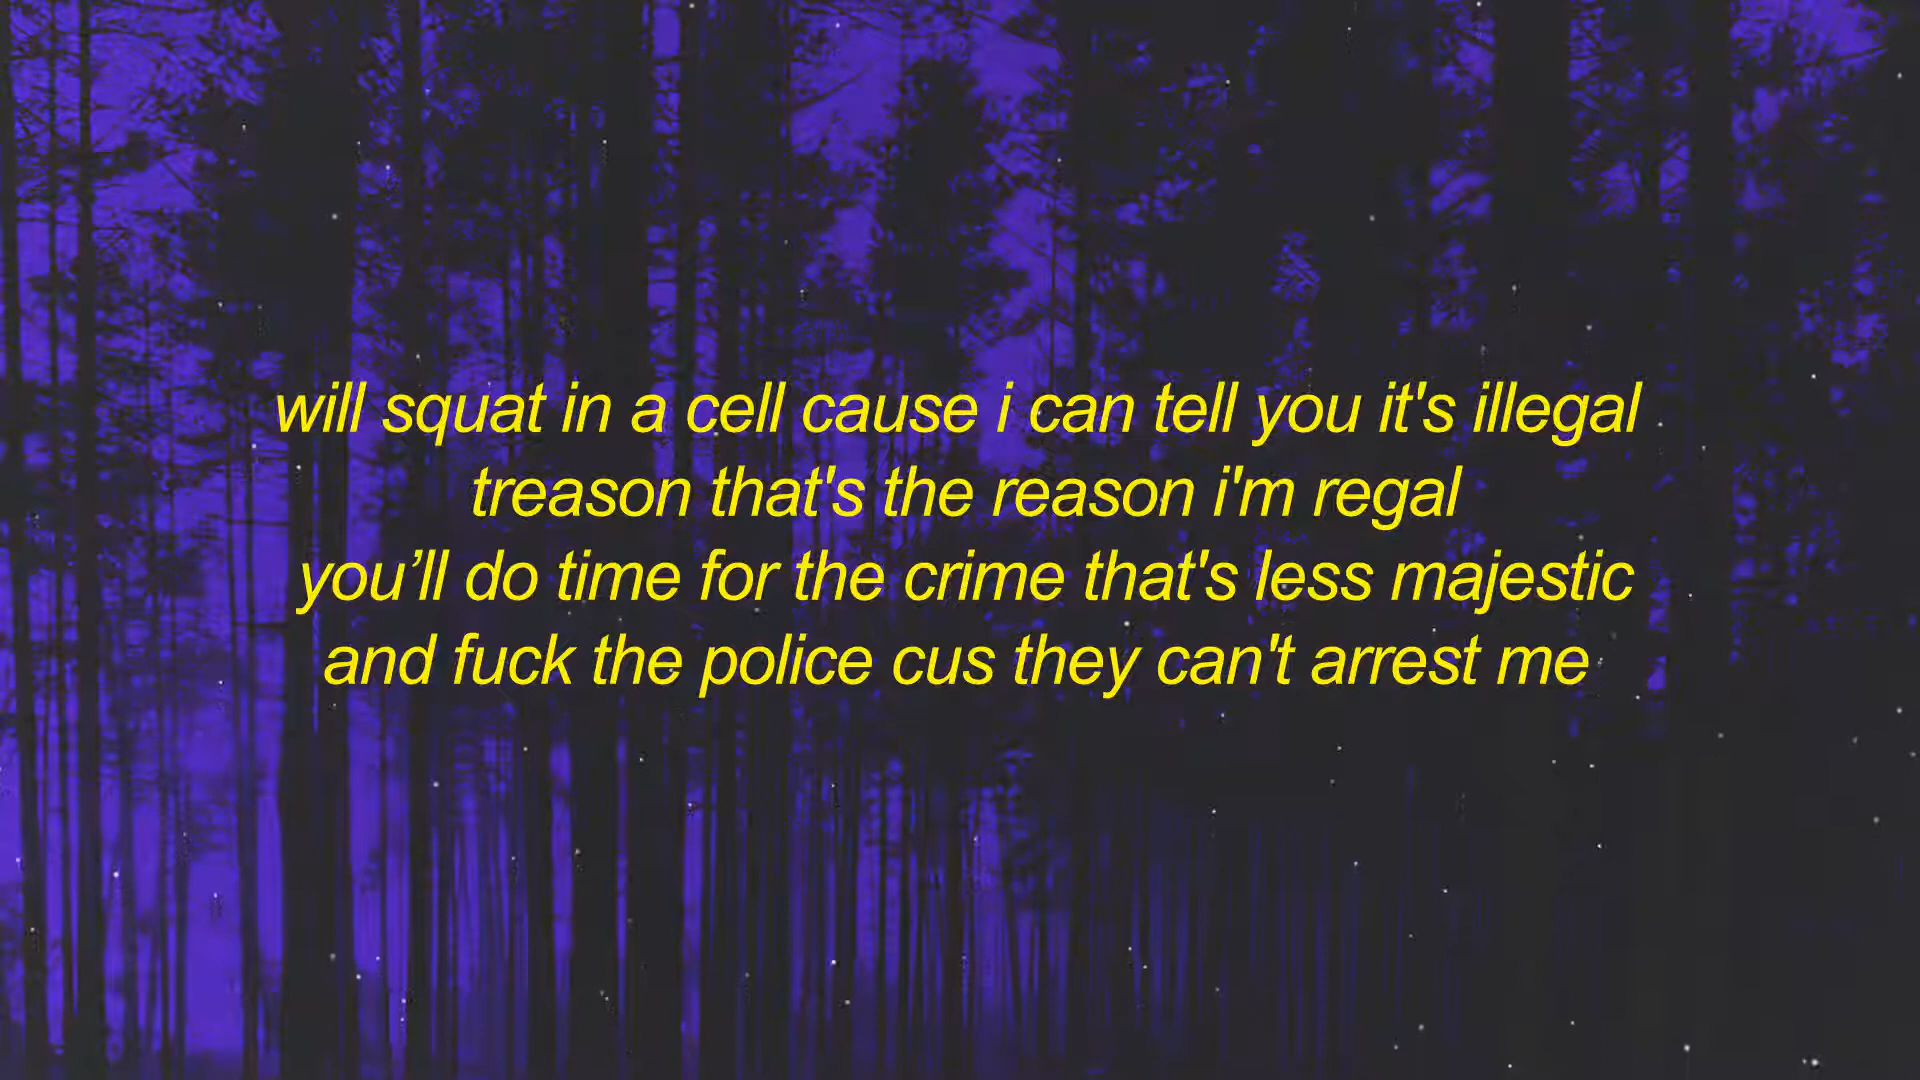 will squat in a cell cause i can tell you it's illegal
treason that's the reason i'm regal
you’ll do time for the crime that's less majestic
and fuck the police cus they can't arrest me